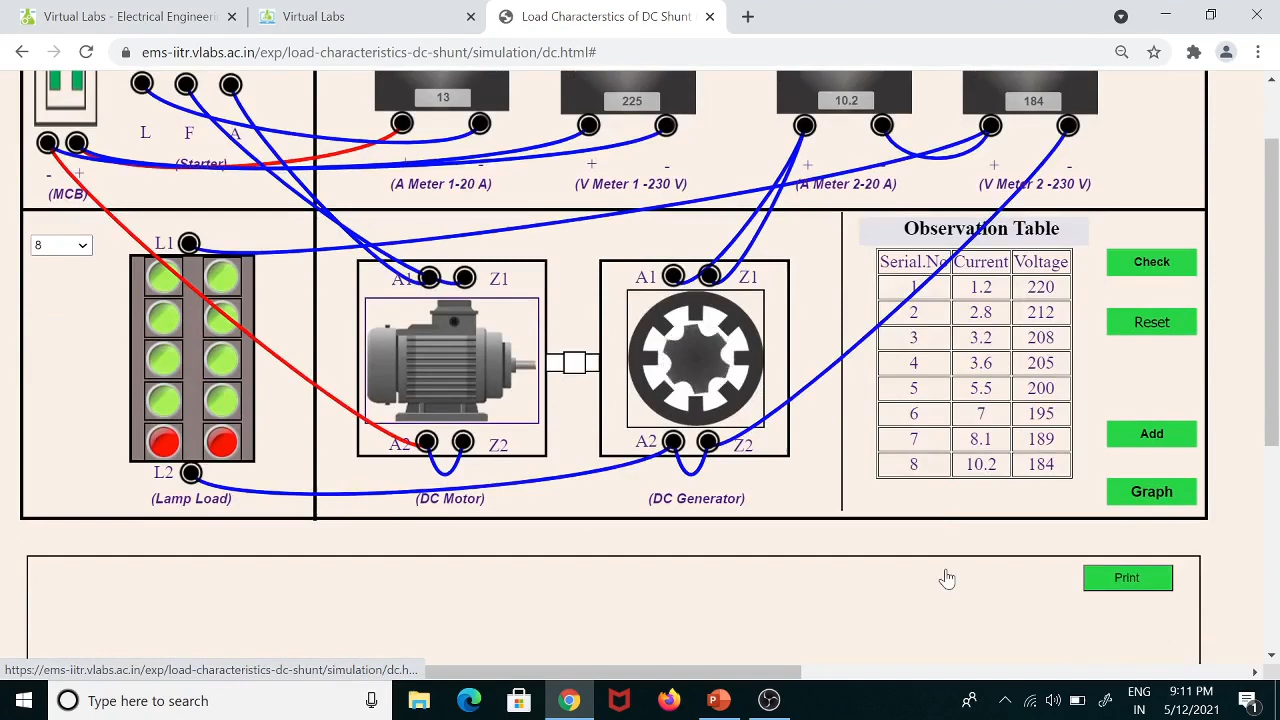 Virtual Labs - Electrical Engineeri
Virtual Labs
Load Characterstics of DC Shunt
ems-iitr.vlabs.ac.in/exp/load-characteristics-dc-shunt/simulation/dc.html#
13
225
10.2
184
L F A
- +
(Starter)
(MCB)
+ -
(A Meter 1-20 A)
+ -
(V Meter 1 -230 V)
+
(A Meter 2-20 A)
+ -
(V Meter 2 -230 V)
8
L1
L2
(Lamp Load)
A1 Z1
A2 Z2
(DC Motor)
A1 Z1
A2 Z2
(DC Generator)
Observation Table
Serial.No Current Voltage
1 1.2 220
2 2.8 212
3 3.2 208
4 3.6 205
5 5.5 200
6 7 195
7 8.1 189
8 10.2 184
Check
Reset
Add
Graph
Print
https://ems-iitr.vlabs.ac.in/exp/load-characteristics-dc-shunt/simulation/dc.h...
Type here to search
ENG
IN
9:11 PM
5/12/2021
1